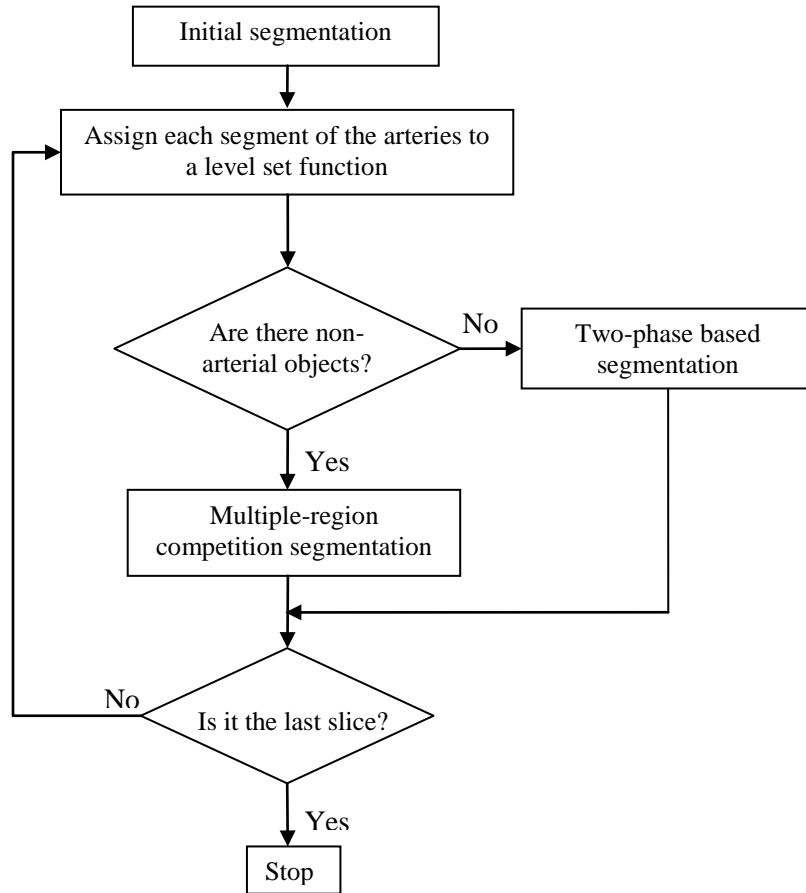 Initial segmentation
Assign each segment of the arteries to
a level set function
Are there non-
arterial objects?
No
Two-phase based
segmentation
Yes
Multiple-region
competition segmentation
No
Is it the last slice?
Yes
Stop